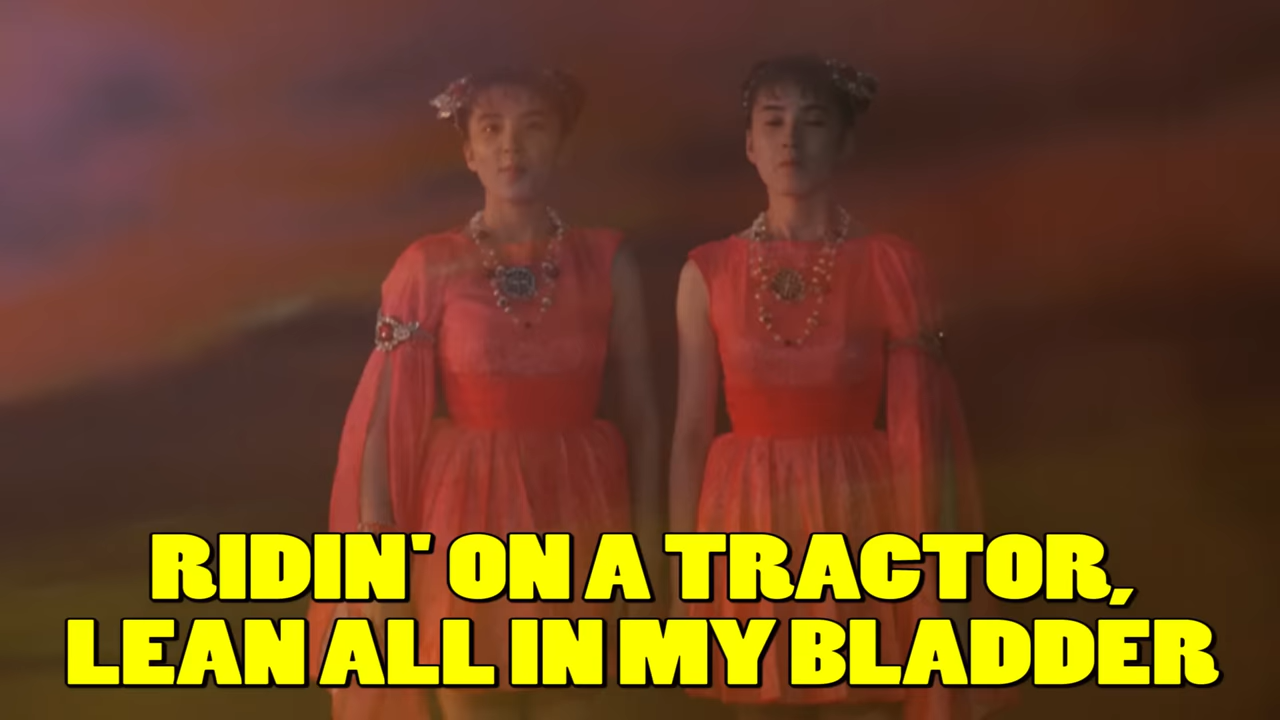 RIDIN' ON A TRACTOR,
LEAN ALL IN MY BLADDER